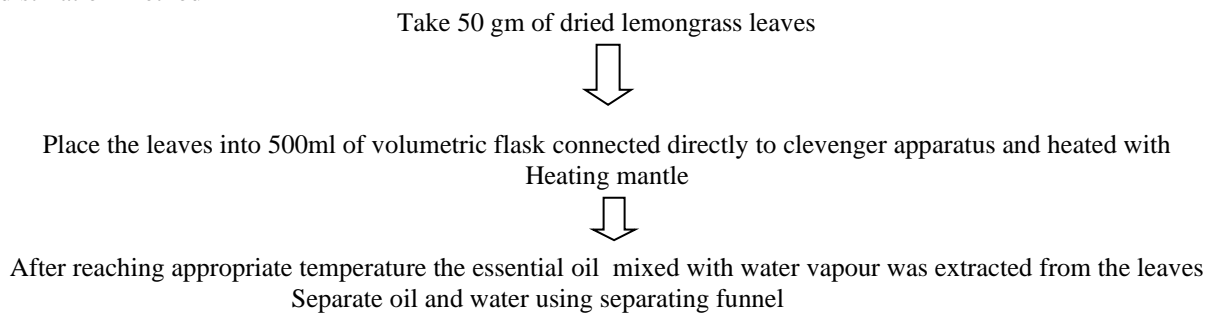 Take 50 gm of dried lemongrass leaves
Place the leaves into 500ml of volumetric flask connected directly to clevenger apparatus and heated with
Heating mantle
After reaching appropriate temperature the essential oil mixed with water vapour was extracted from the leaves
Separate oil and water using separating funnel